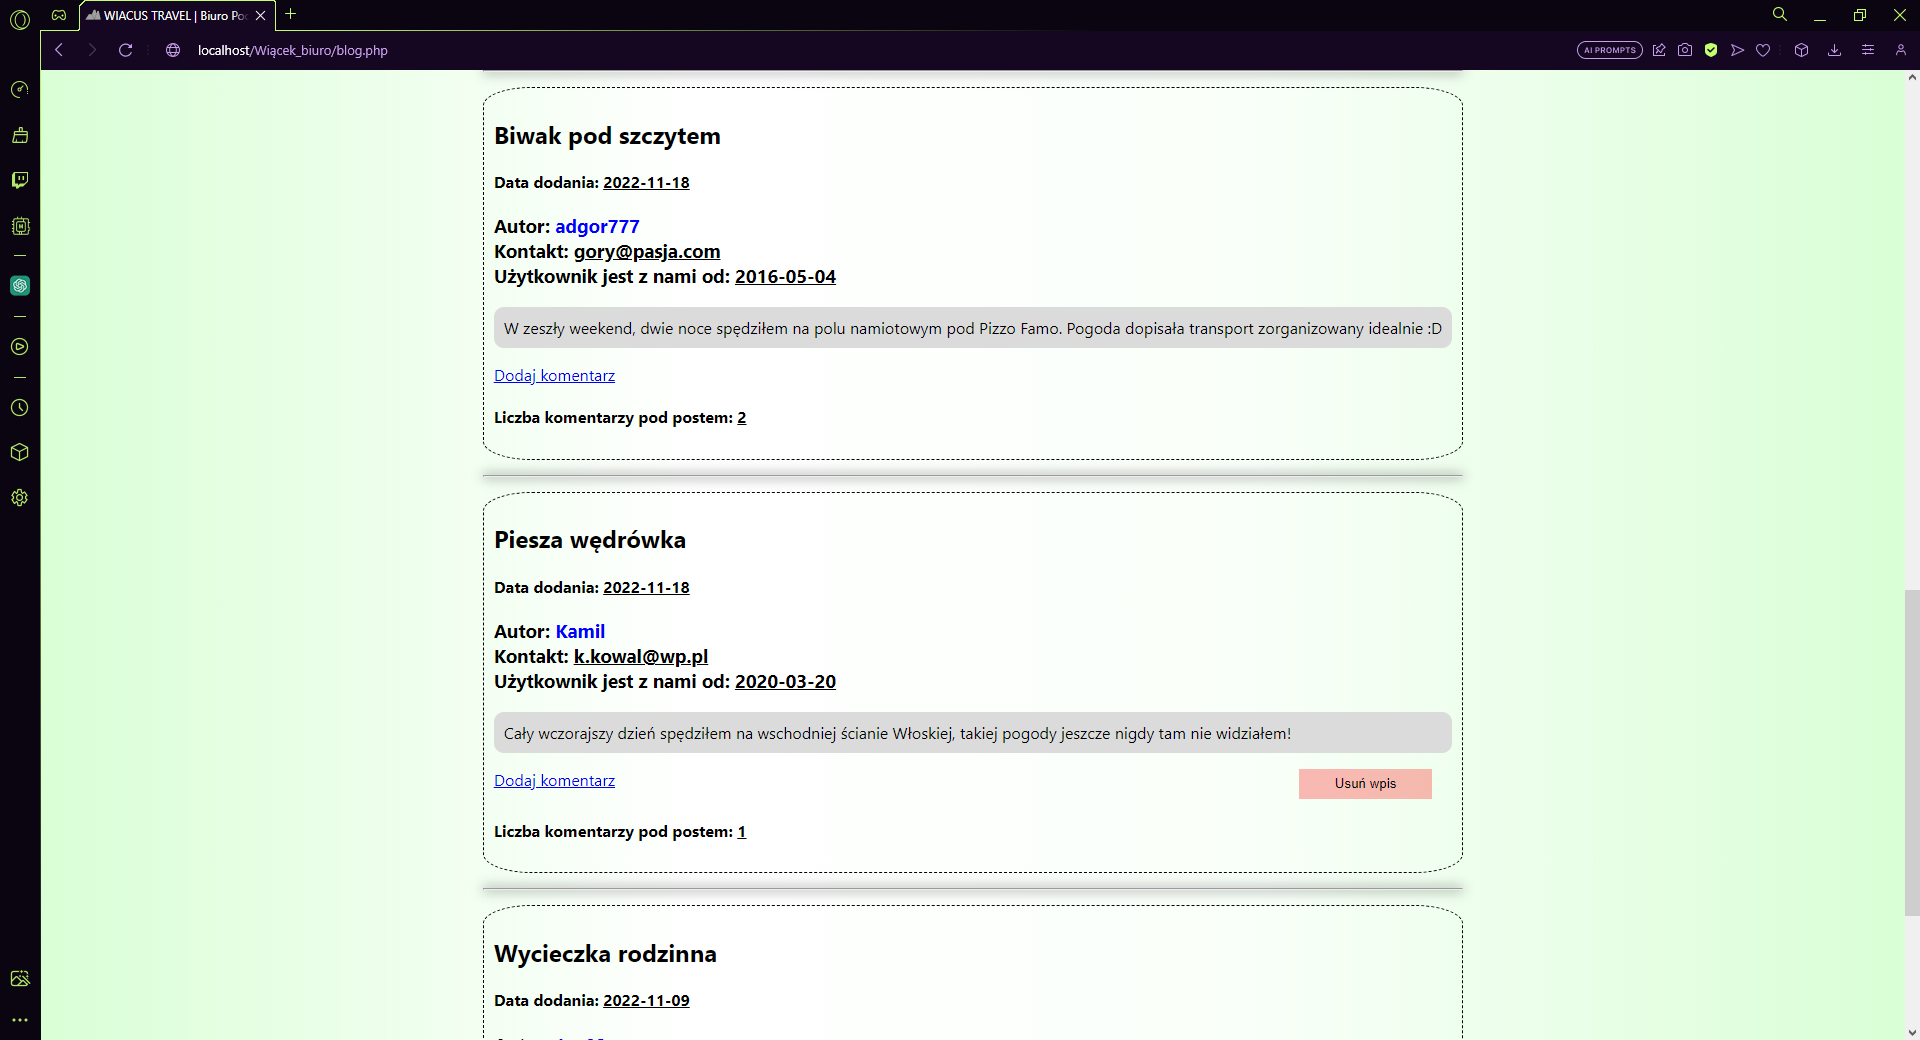 WIACUS TRAVEL | Biuro Po
localhost/Wiącek_biuro/blog.php
AI PROMPTS
Biwak pod szczytem
Data dodania: 2022-11-18
Autor: adgor777
Kontakt: gory@pasja.com
Użytkownik jest z nami od: 2016-05-04
W zeszły weekend, dwie noce spędziłem na polu namiotowym pod Pizzo Famo. Pogoda dopisała transport zorganizowany idealnie :D
Dodaj komentarz
Liczba komentarzy pod postem: 2
Piesza wędrówka
Data dodania: 2022-11-18
Autor: Kamil
Kontakt: k.kowal@wp.pl
Użytkownik jest z nami od: 2020-03-20
Cały wczorajszy dzień spędziłem na wschodniej ścianie Włoskiej, takiej pogody jeszcze nigdy tam nie widziałem!
Dodaj komentarz
Usuń wpis
Liczba komentarzy pod postem: 1
Wycieczka rodzinna
Data dodania: 2022-11-09